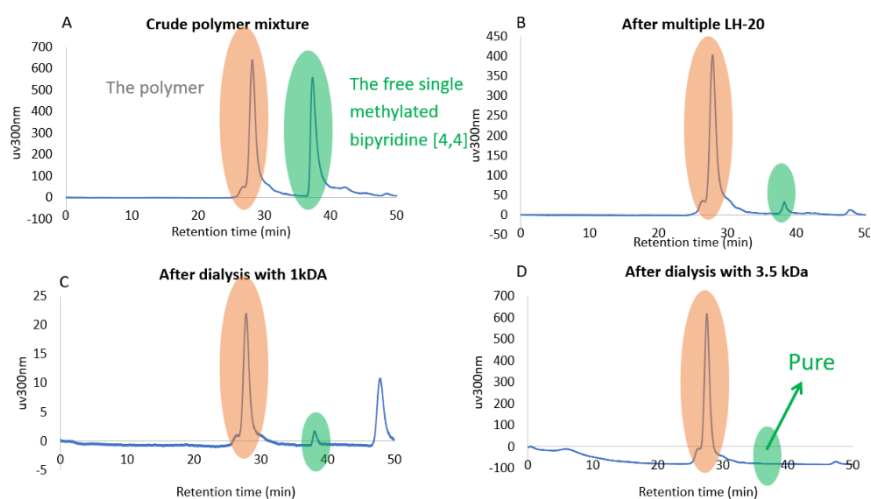 A
Crude polymer mixture
700
600
500
400
300
200
100
0
-100
uv300nm
0
10
20
30
40
50
Retention time (min)
The polymer
The free single
methylated
bipyridine [4,4]
B
After multiple LH-20
450
400
350
300
250
200
150
100
50
0
-50
uv300nm
0
10
20
30
40
50
Retention time (min)
C
After dialysis with 1kDA
25
20
15
10
5
0
-5
uv300nm
0
10
20
30
40
50
Retention time (min)
D
After dialysis with 3.5 kDa
700
600
500
400
300
200
100
0
-100
-200
uv300nm
0
10
20
30
40
50
Retention time (min)
Pure